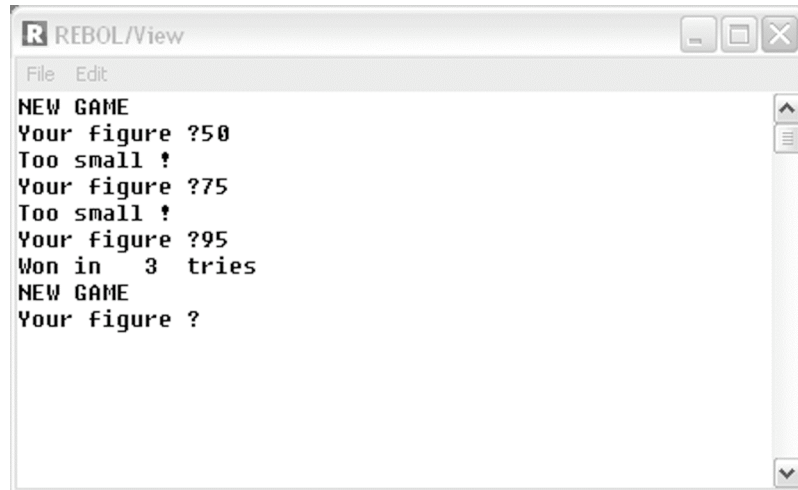 R REBOL/View
File Edit
NEW GAME
Your figure ?50
Too small !
Your figure ?75
Too small !
Your figure ?95
Won in   3  tries
NEW GAME
Your figure ?